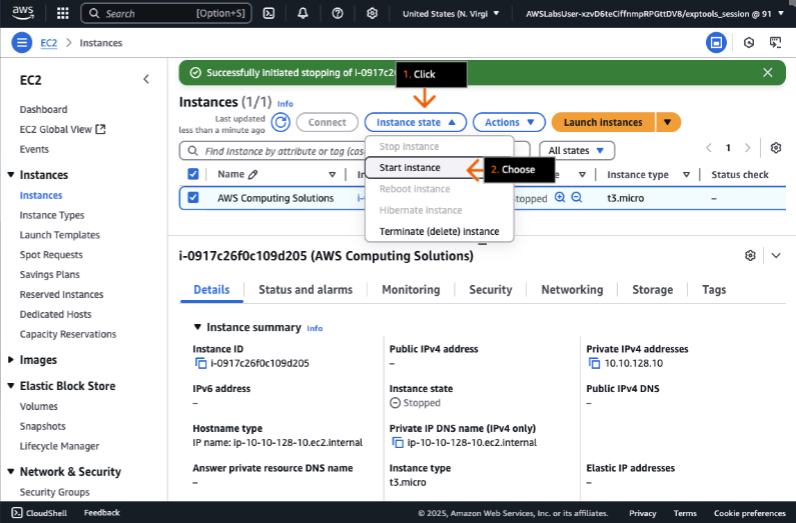 aws
Search [Option+S]
United States (N. Virgi
AWSLabsUser-xzvD6teCiffnmpRPGttDV8/exptools_session @ 91
EC2 > Instances
EC2
Dashboard
EC2 Global View
Events
Instances
Instances
Instance Types
Launch Templates
Spot Requests
Savings Plans
Reserved Instances
Dedicated Hosts
Capacity Reservations
Images
Elastic Block Store
Volumes
Snapshots
Lifecycle Manager
Network & Security
Security Groups
Successfully initiated stopping of i-0917c26f0c
1. Click
Instances (1/1) Info
Last updated
less than a minute ago
Connect
Instance state
Actions
Launch instances
Find Instance by attribute or tag (cas
All states
1
Stop instance
Start instance
2. Choose
Reboot instance
Hibernate instance
Terminate (delete) instance
Name
Instance type
Status check
AWS Computing Solutions
topped
t3.micro
–
i-0917c26f0c109d205 (AWS Computing Solutions)
Details
Status and alarms
Monitoring
Security
Networking
Storage
Tags
Instance summary Info
Instance ID
i-0917c26f0c109d205
Public IPv4 address
–
Private IPv4 addresses
10.10.128.10
IPv6 address
–
Instance state
Stopped
Public IPv4 DNS
–
Hostname type
IP name: ip-10-10-128-10.ec2.internal
Private IP DNS name (IPv4 only)
ip-10-10-128-10.ec2.internal
Answer private resource DNS name
–
Instance type
t3.micro
Elastic IP addresses
–
CloudShell
Feedback
© 2025, Amazon Web Services, Inc. or its affiliates.
Privacy
Terms
Cookie preferences